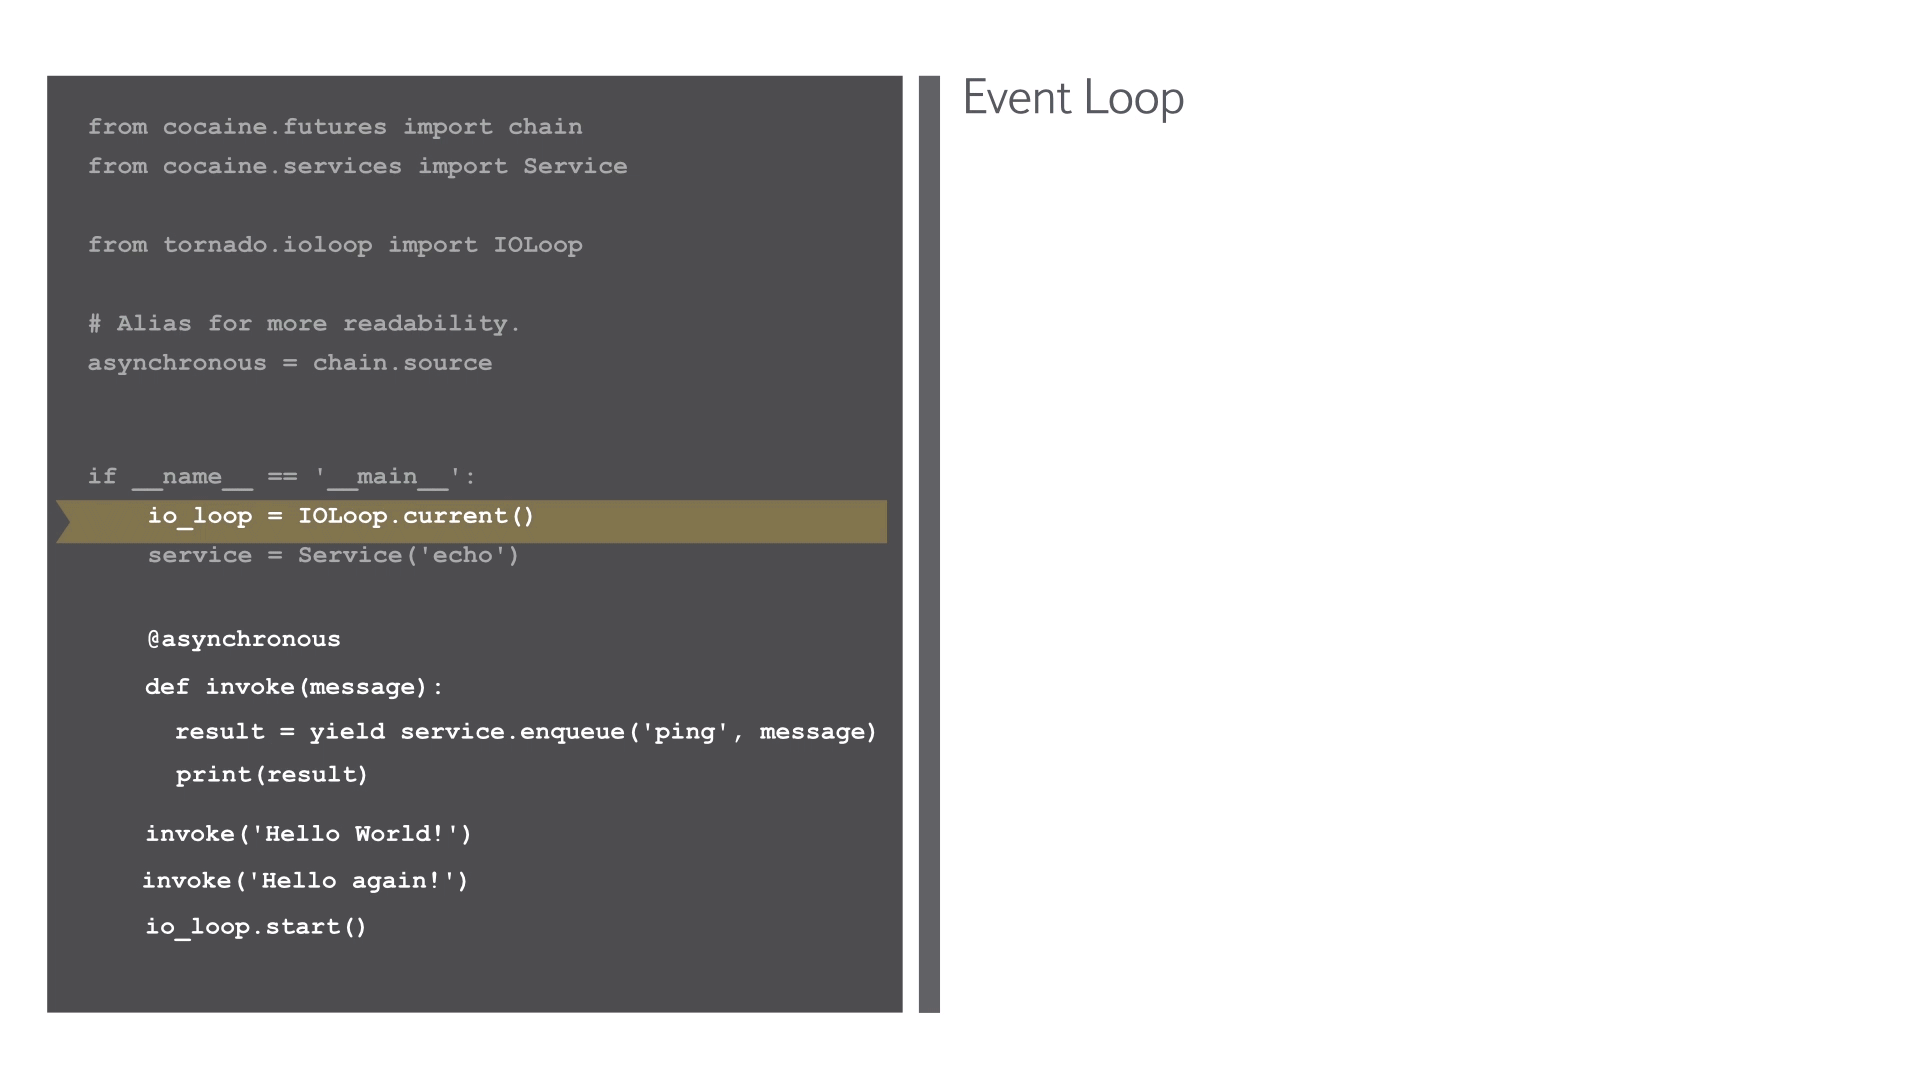 from cocaine.futures import chain
from cocaine.services import Service

from tornado.ioloop import IOLoop

# Alias for more readability.
asynchronous = chain.source

if __name__ == '__main__':
    io_loop = IOLoop.current()
    service = Service('echo')

    @asynchronous
    def invoke(message):
      result = yield service.enqueue('ping', message)
      print(result)

    invoke('Hello World!')
    invoke('Hello again!')
    io_loop.start()

Event Loop